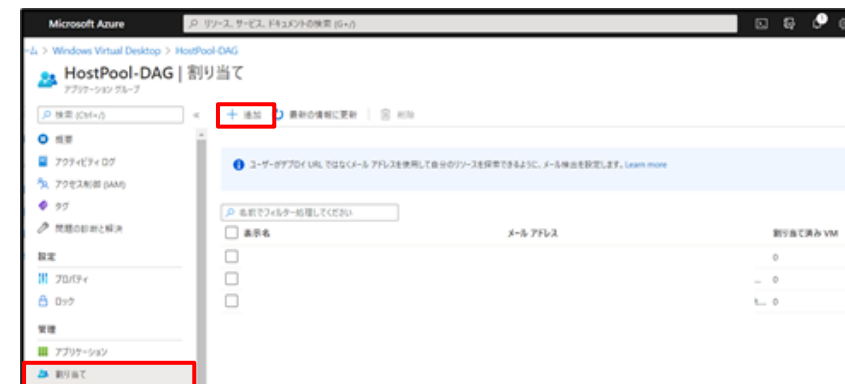 Microsoft Azure
リソース、サービス、ドキュメントの検索 (G+/)
ム > Windows Virtual Desktop > HostPool-DAG
HostPool-DAG | 割り当て
アプリケーション グループ
検索 (Ctrl+/)
«
+ 追加
最新の情報に更新
削除
概要
アクティビティ ログ
アクセス制御 (IAM)
タグ
問題の診断と解決
設定
プロパティ
ロック
管理
アプリケーション
割り当て
ユーザーがデプロイ URL ではなくメール アドレスを使用して自分のリソースを探索できるように、メール検出を設定します。Learn more
名前でフィルター処理してください
表示名 メール アドレス 割り当て済み VM
0
... 0
t... 0